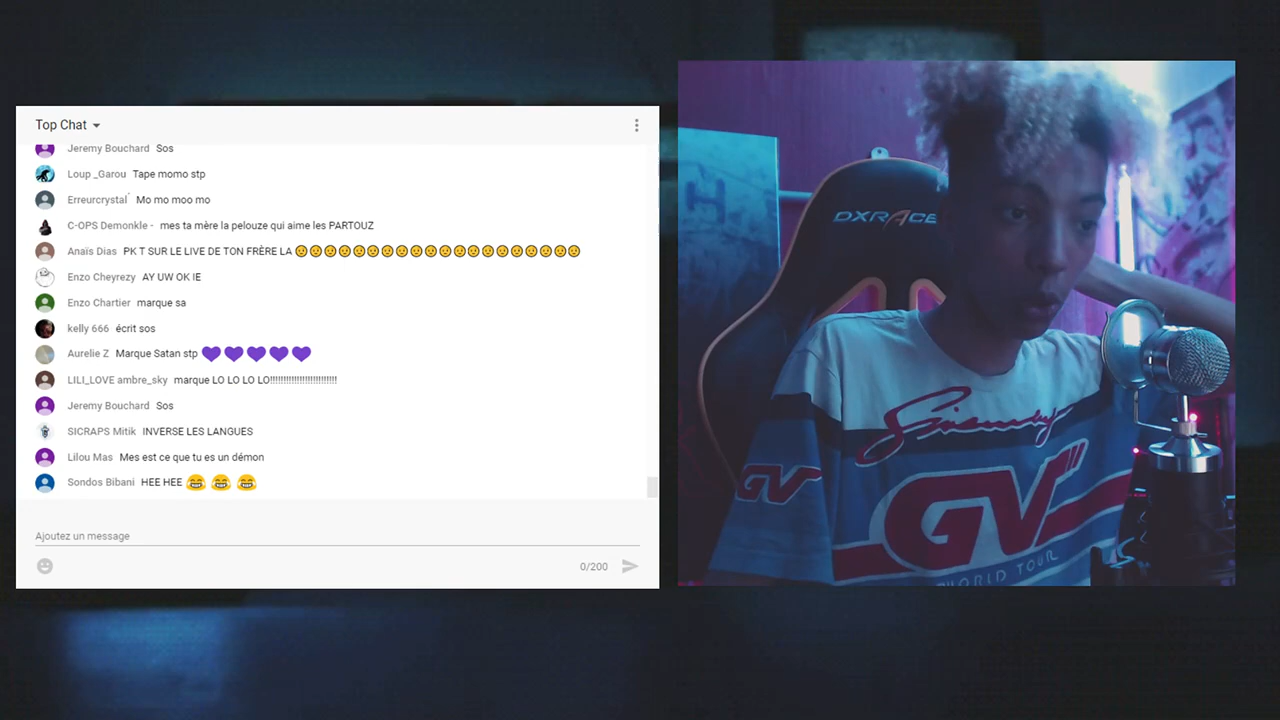 Top Chat
Jeremy Bouchard Sos
Loup _Garou Tape momo stp
Erreurcrystal Mo mo moo mo
C-OPS Demonkle - mes ta mère la pelouze qui aime les PARTOUZ
Anaïs Dias PK T SUR LE LIVE DE TON FRÈRE LA
Enzo Cheyrezy AY UW OK IE
Enzo Chartier marque sa
kelly 666 écrit sos
Aurelie Z Marque Satan stp
LILI_LOVE ambre_sky marque LO LO LO LO!!!!!!!!!!!!!!!!!!!!!!!!!
Jeremy Bouchard Sos
SICRAPS Mitik INVERSE LES LANGUES
Lilou Mas Mes est ce que tu es un démon
Sondos Bibani HEE HEE
Ajoutez un message
0/200
DXRACE
GV
GV
WORLD TOUR